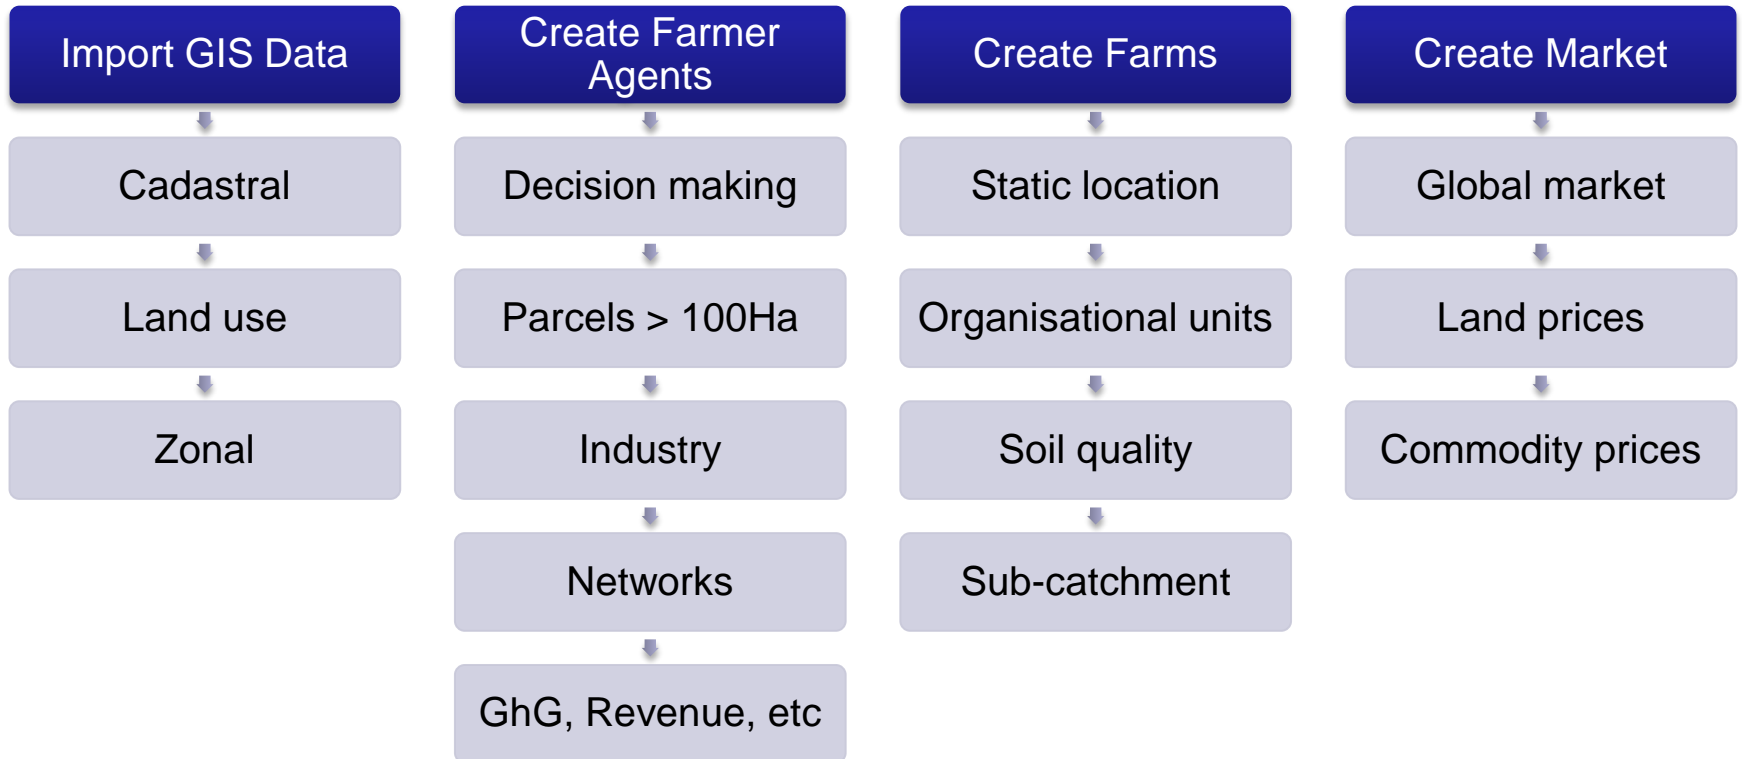 Import GIS Data
Cadastral
Land use
Zonal
Create Farmer
Agents
Decision making
Parcels > 100Ha
Industry
Networks
GhG, Revenue, etc
Create Farms
Static location
Organisational units
Soil quality
Sub-catchment
Create Market
Global market
Land prices
Commodity prices